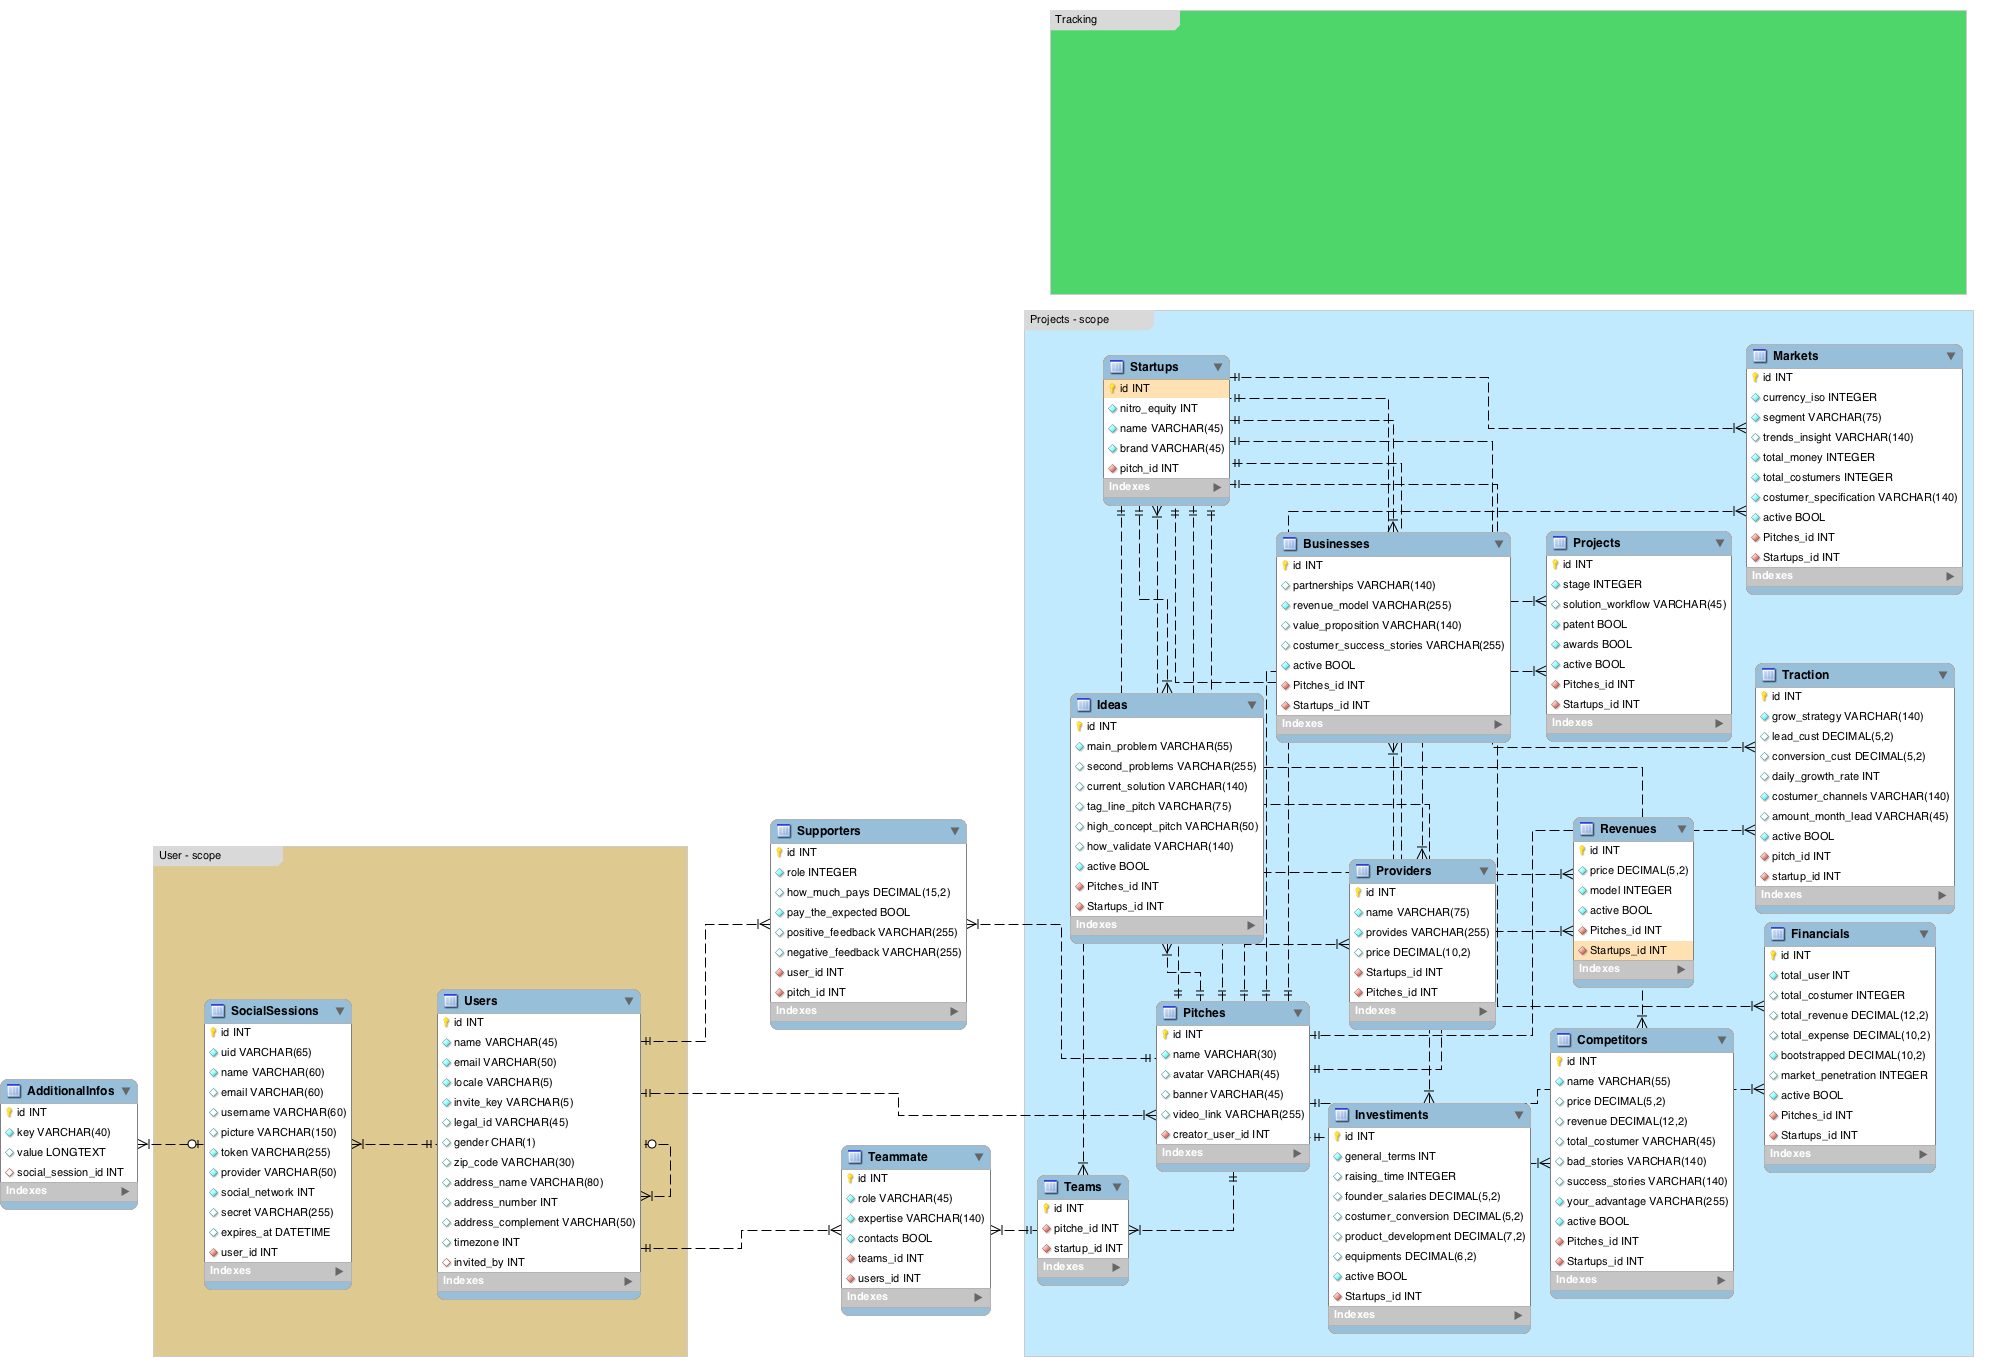 Tracking
Projects - scope
Startups
id INT
nitro_equity INT
name VARCHAR(45)
brand VARCHAR(45)
pitch_id INT
Indexes
Markets
id INT
currency_iso INTEGER
segment VARCHAR(75)
trends_insight VARCHAR(140)
total_money INTEGER
total_costumers INTEGER
costumer_specification VARCHAR(140)
active BOOL
Pitches_id INT
Startups_id INT
Indexes
Businesses
id INT
partnerships VARCHAR(140)
revenue_model VARCHAR(255)
value_proposition VARCHAR(140)
costumer_success_stories VARCHAR(255)
active BOOL
Pitches_id INT
Startups_id INT
Indexes
Projects
id INT
stage INTEGER
solution_workflow VARCHAR(45)
patent BOOL
awards BOOL
active BOOL
Pitches_id INT
Startups_id INT
Indexes
Traction
id INT
grow_strategy VARCHAR(140)
lead_cust DECIMAL(5,2)
conversion_cust DECIMAL(5,2)
daily_growth_rate INT
costumer_channels VARCHAR(140)
amount_month_lead VARCHAR(45)
active BOOL
pitch_id INT
startup_id INT
Indexes
Ideas
id INT
main_problem VARCHAR(55)
second_problems VARCHAR(255)
current_solution VARCHAR(140)
tag_line_pitch VARCHAR(75)
high_concept_pitch VARCHAR(50)
how_validate VARCHAR(140)
active BOOL
Pitches_id INT
Startups_id INT
Indexes
Revenues
id INT
price DECIMAL(5,2)
model INTEGER
active BOOL
Pitches_id INT
Startups_id INT
Indexes
Providers
id INT
name VARCHAR(75)
provides VARCHAR(255)
price DECIMAL(10,2)
Startups_id INT
Pitches_id INT
Indexes
Financials
id INT
total_user INT
total_costumer INTEGER
total_revenue DECIMAL(12,2)
total_expense DECIMAL(10,2)
bootstrapped DECIMAL(10,2)
market_penetration INTEGER
active BOOL
Pitches_id INT
Startups_id INT
Indexes
User - scope
Supporters
id INT
role INTEGER
how_much_pays DECIMAL(15,2)
pay_the_expected BOOL
positive_feedback VARCHAR(255)
negative_feedback VARCHAR(255)
user_id INT
pitch_id INT
Indexes
SocialSessions
id INT
uid VARCHAR(65)
name VARCHAR(60)
email VARCHAR(60)
username VARCHAR(60)
picture VARCHAR(150)
token VARCHAR(255)
provider VARCHAR(50)
social_network INT
secret VARCHAR(255)
expires_at DATETIME
user_id INT
Indexes
Users
id INT
name VARCHAR(45)
email VARCHAR(50)
locale VARCHAR(5)
invite_key VARCHAR(5)
legal_id VARCHAR(45)
gender CHAR(1)
zip_code VARCHAR(30)
address_name VARCHAR(80)
address_number INT
address_complement VARCHAR(50)
timezone INT
invited_by INT
Indexes
AdditionalInfos
id INT
key VARCHAR(40)
value LONGTEXT
social_session_id INT
Indexes
Pitches
id INT
name VARCHAR(30)
avatar VARCHAR(45)
banner VARCHAR(45)
video_link VARCHAR(255)
creator_user_id INT
Indexes
Competitors
id INT
name VARCHAR(55)
price DECIMAL(5,2)
revenue DECIMAL(12,2)
total_costumer VARCHAR(45)
bad_stories VARCHAR(140)
success_stories VARCHAR(140)
your_advantage VARCHAR(255)
active BOOL
Pitches_id INT
Startups_id INT
Indexes
Investiments
id INT
general_terms INT
raising_time INTEGER
founder_salaries DECIMAL(5,2)
costumer_conversion DECIMAL(5,2)
product_development DECIMAL(7,2)
equipments DECIMAL(6,2)
active BOOL
Startups_id INT
Indexes
Teammate
id INT
role VARCHAR(45)
expertise VARCHAR(140)
contacts BOOL
teams_id INT
users_id INT
Indexes
Teams
id INT
pitche_id INT
startup_id INT
Indexes